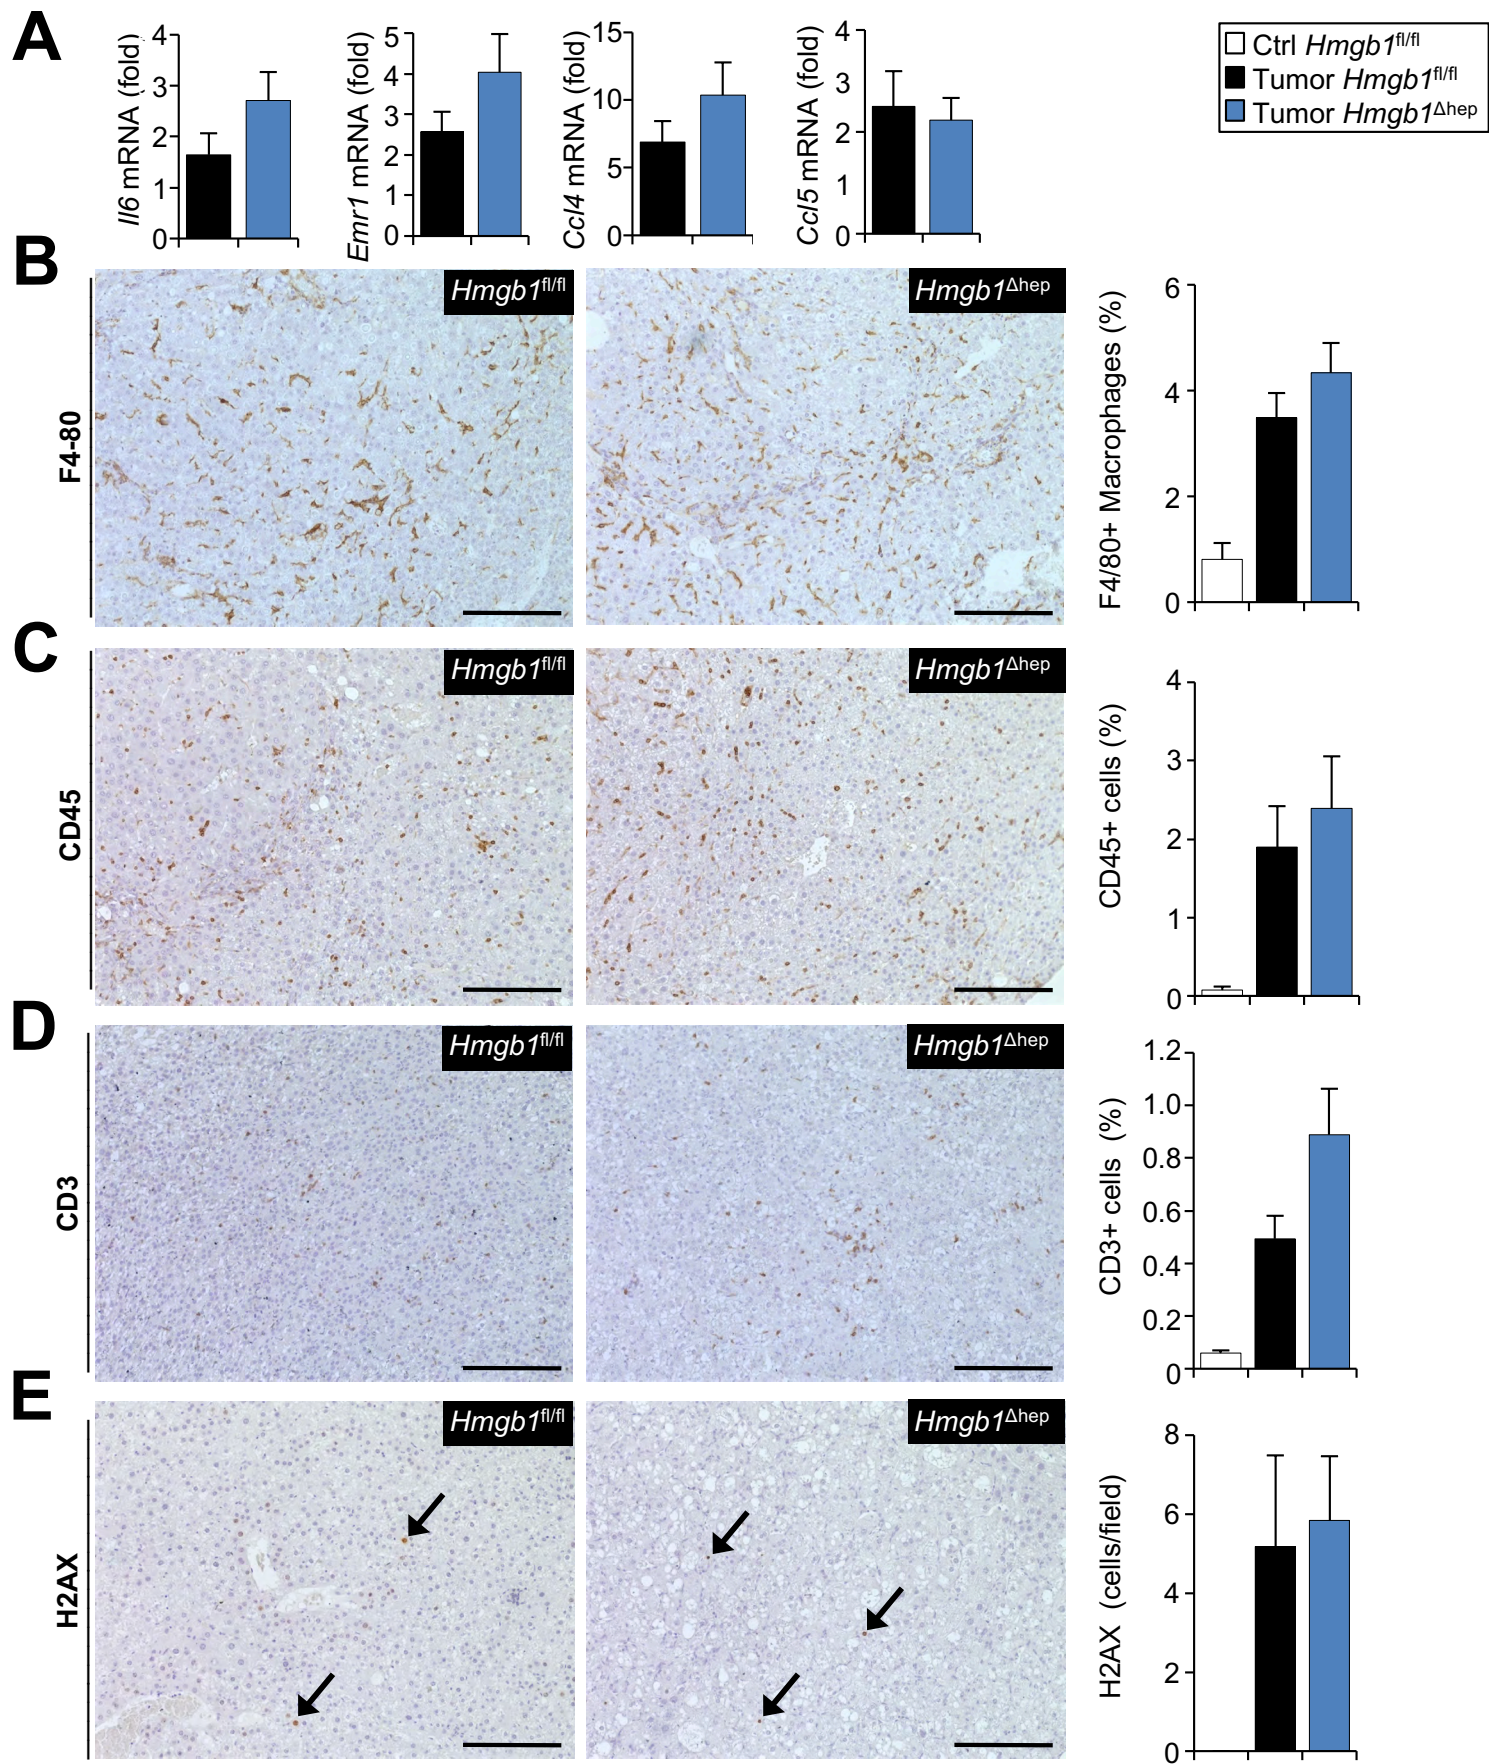 A
Il6 mRNA (fold)
4
3
2
1
0
Emr1 mRNA (fold)
5
4
3
2
1
0
Ccl4 mRNA (fold)
15
10
5
0
Ccl5 mRNA (fold)
4
3
2
1
0
Ctrl Hmgb1fl/fl
Tumor Hmgb1fl/fl
Tumor Hmgb1Δhep
B
F4-80
Hmgb1fl/fl
Hmgb1Δhep
F4/80+ Macrophages (%)
6
4
2
0
C
CD45
Hmgb1fl/fl
Hmgb1Δhep
CD45+ cells (%)
4
3
2
1
0
D
CD3
Hmgb1fl/fl
Hmgb1Δhep
CD3+ cells (%)
1.2
1.0
0.8
0.6
0.4
0.2
0
E
H2AX
Hmgb1fl/fl
Hmgb1Δhep
H2AX (cells/field)
8
6
4
2
0